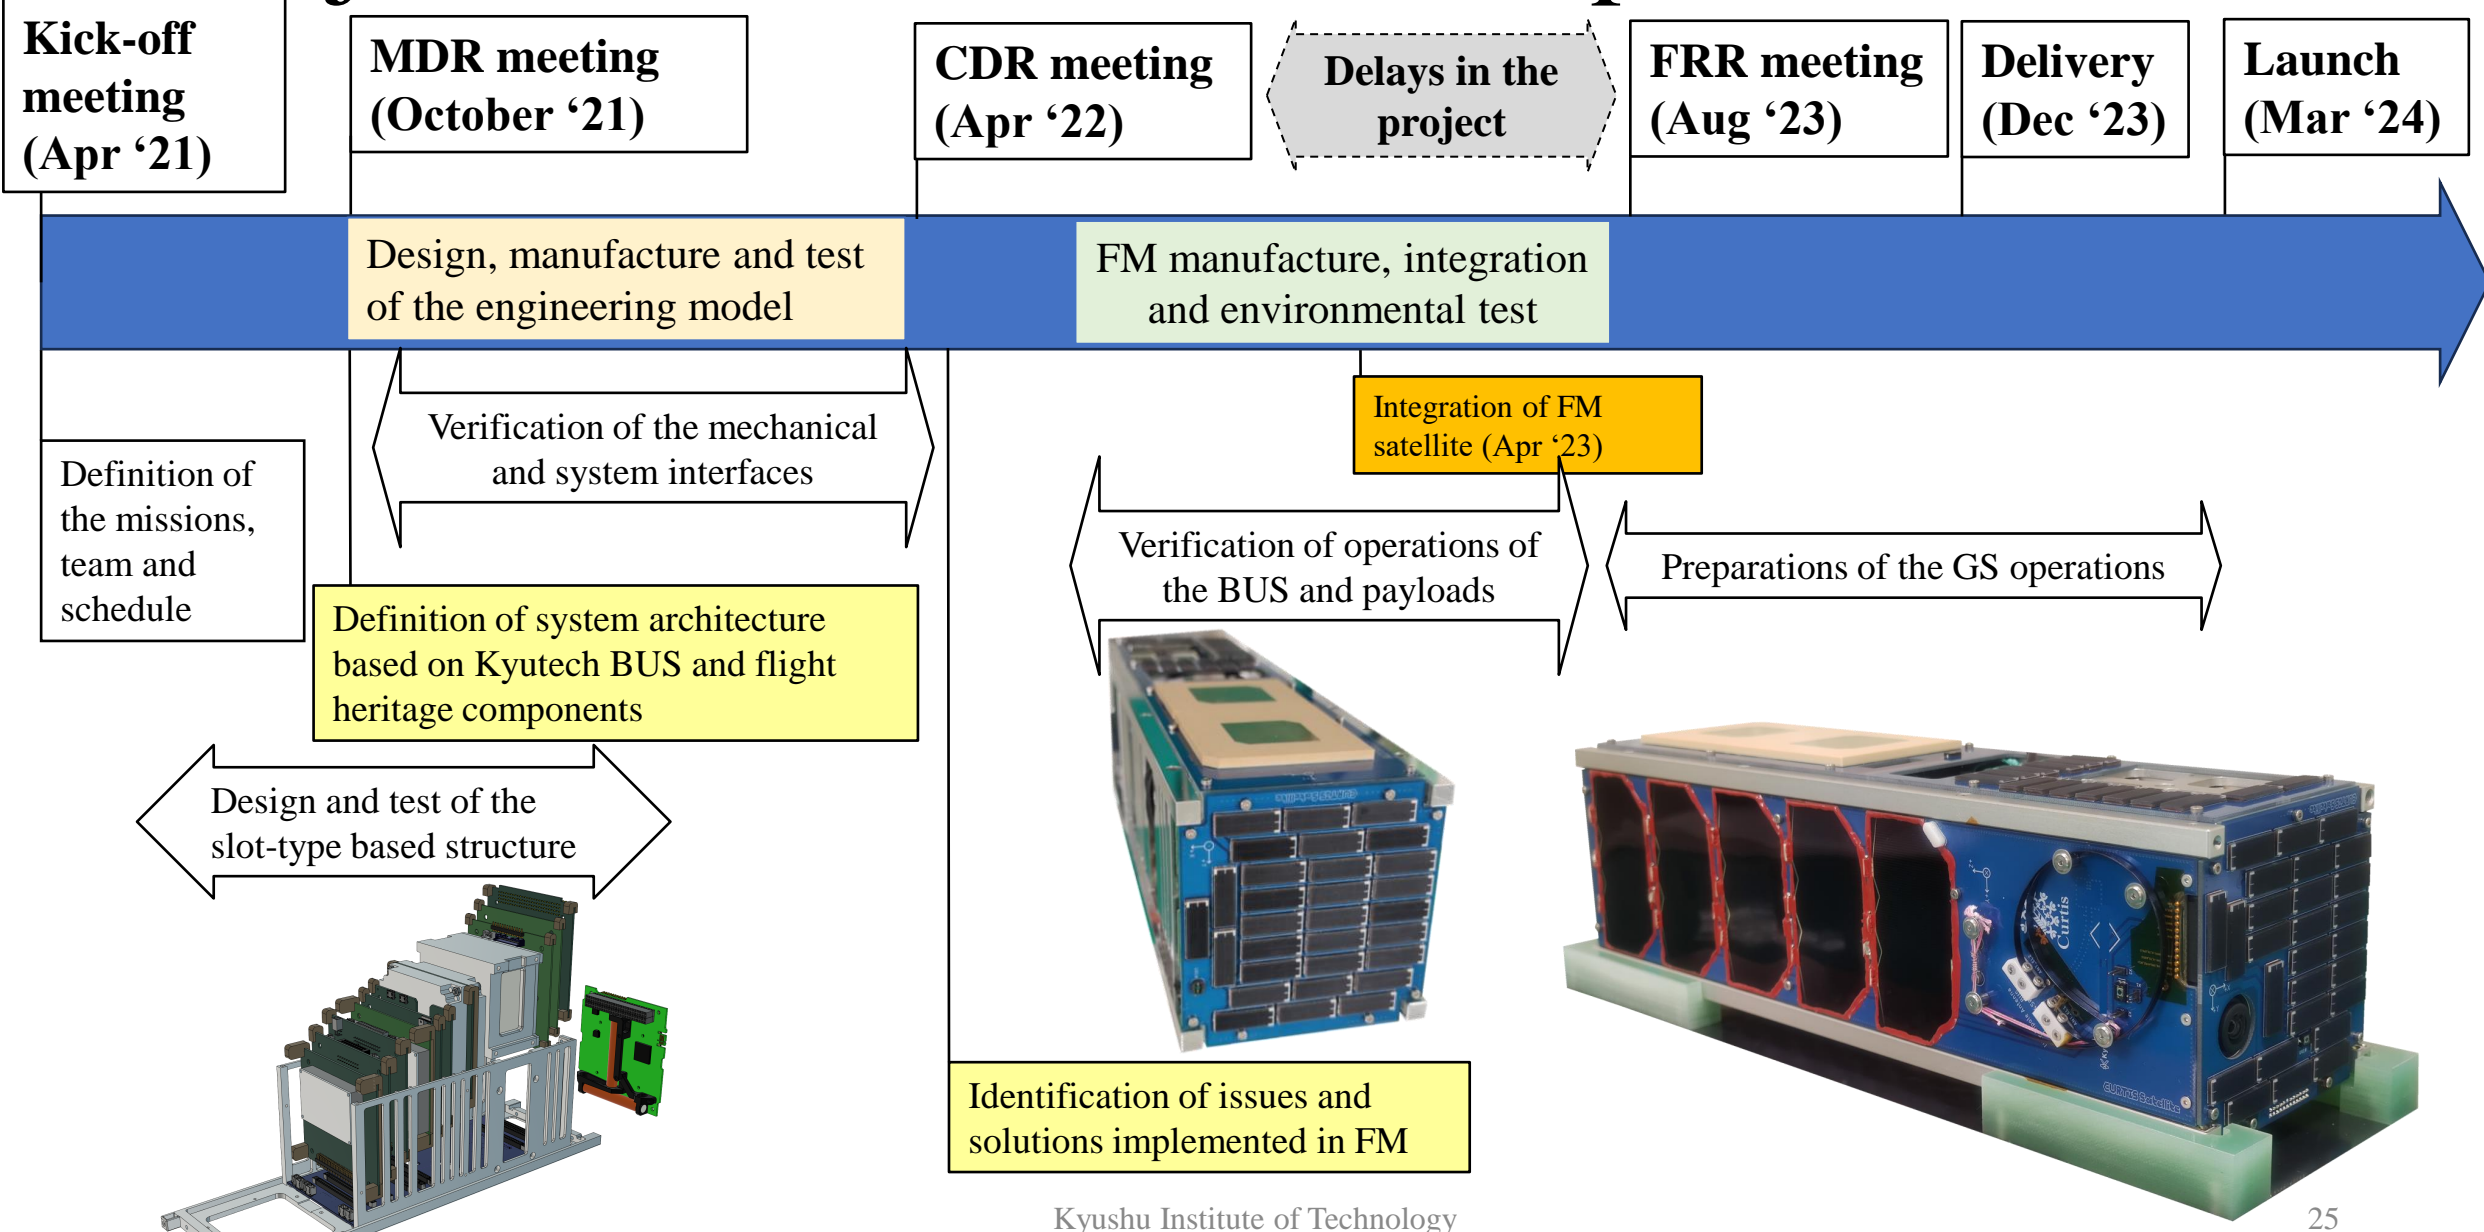 Kick-off
meeting
(Apr ‘21)
MDR meeting
(October ‘21)
CDR meeting
(Apr ‘22)
Delays in the
project
FRR meeting
(Aug ‘23)
Delivery
(Dec ‘23)
Launch
(Mar ‘24)
Design, manufacture and test
of the engineering model
FM manufacture, integration
and environmental test
Verification of the mechanical
and system interfaces
Integration of FM
satellite (Apr ‘23)
Definition of
the missions,
team and
schedule
Verification of operations of
the BUS and payloads
Preparations of the GS operations
Definition of system architecture
based on Kyutech BUS and flight
heritage components
Design and test of the
slot-type based structure
Curtis
CURTIS Satellite
Identification of issues and
solutions implemented in FM
Kyushu Institute of Technology
25